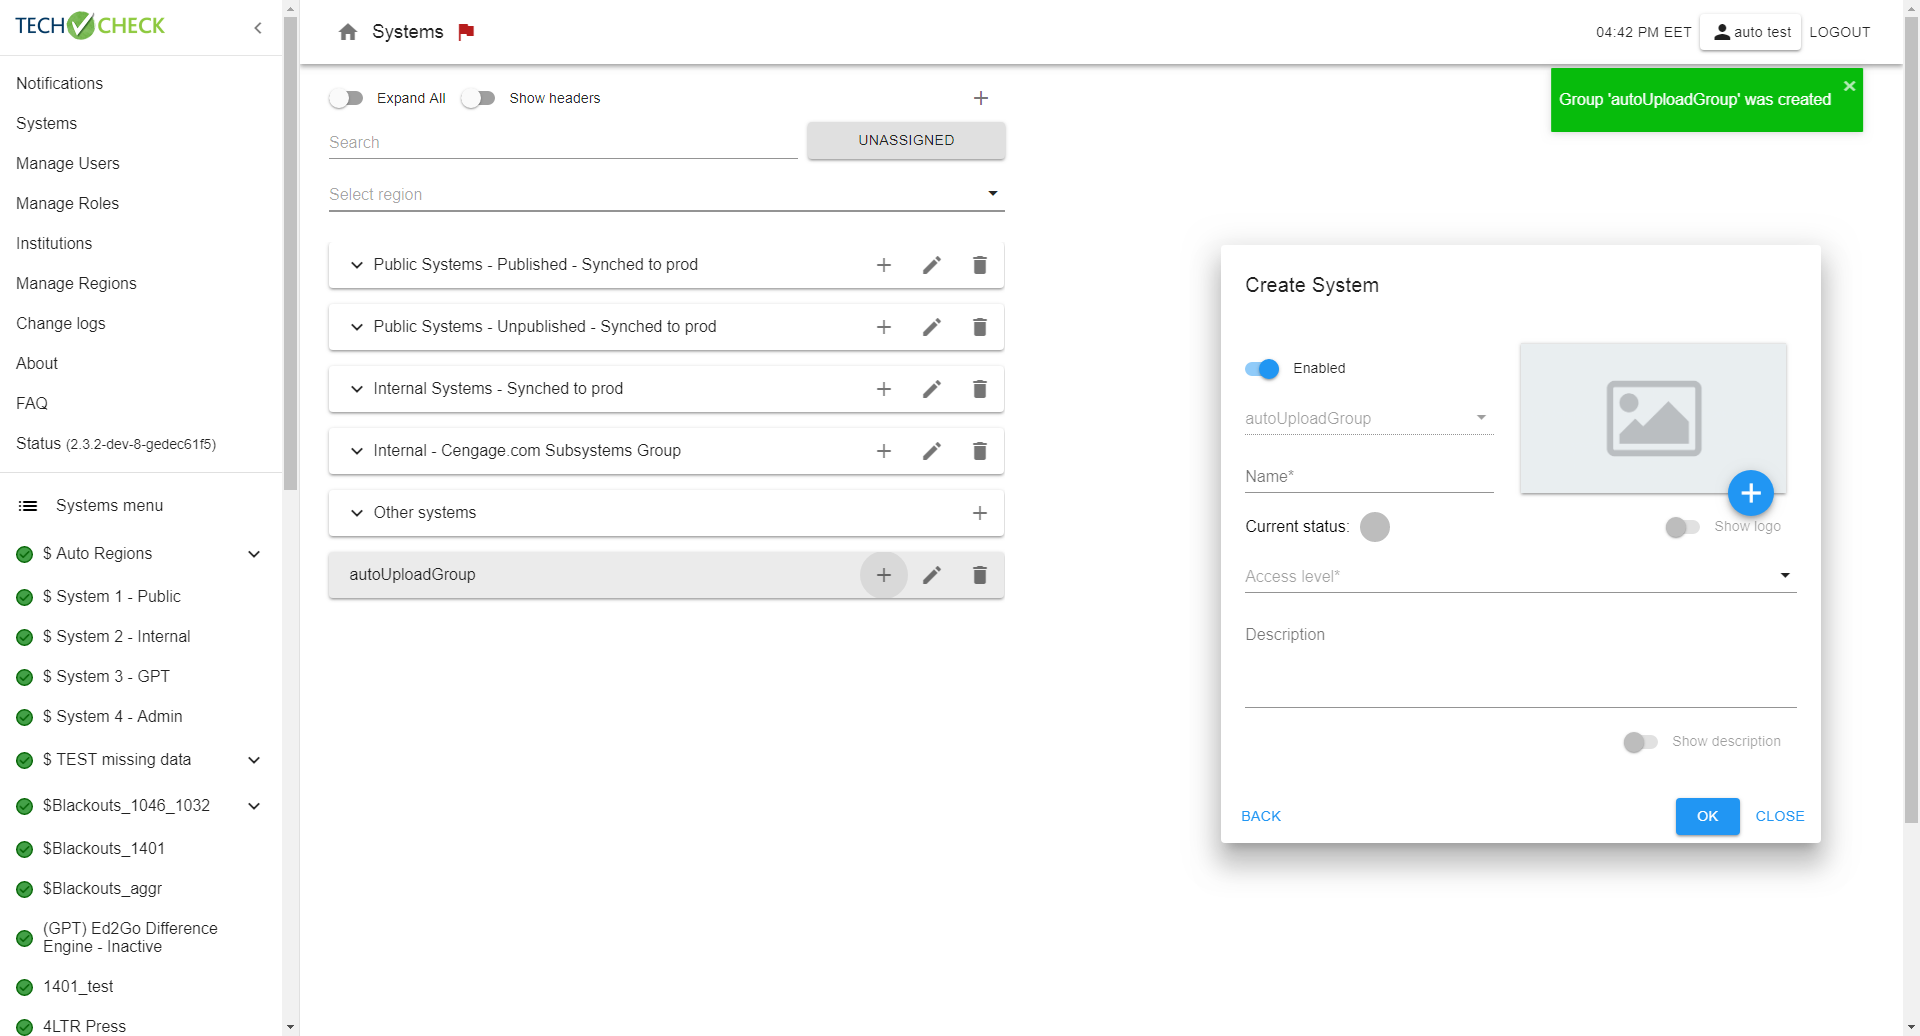 TECH CHECK
Notifications
Systems
Manage Users
Manage Roles
Institutions
Manage Regions
Change logs
About
FAQ
Status (2.3.2-dev-8-gedec61f5)
Systems menu
$ Auto Regions
$ System 1 - Public
$ System 2 - Internal
$ System 3 - GPT
$ System 4 - Admin
$ TEST missing data
$Blackouts_1046_1032
$Blackouts_1401
$Blackouts_aggr
(GPT) Ed2Go Difference
Engine - Inactive
1401_test
4LTR Press
Systems
04:42 PM EET
auto test
LOGOUT
Expand All
Show headers
Search
UNASSIGNED
Select region
Public Systems - Published - Synched to prod
Public Systems - Unpublished - Synched to prod
Internal Systems - Synched to prod
Internal - Cengage.com Subsystems Group
Other systems
autoUploadGroup
Group 'autoUploadGroup' was created
Create System
Enabled
autoUploadGroup
Name*
Current status:
Show logo
Access level*
Description
Show description
BACK
OK
CLOSE